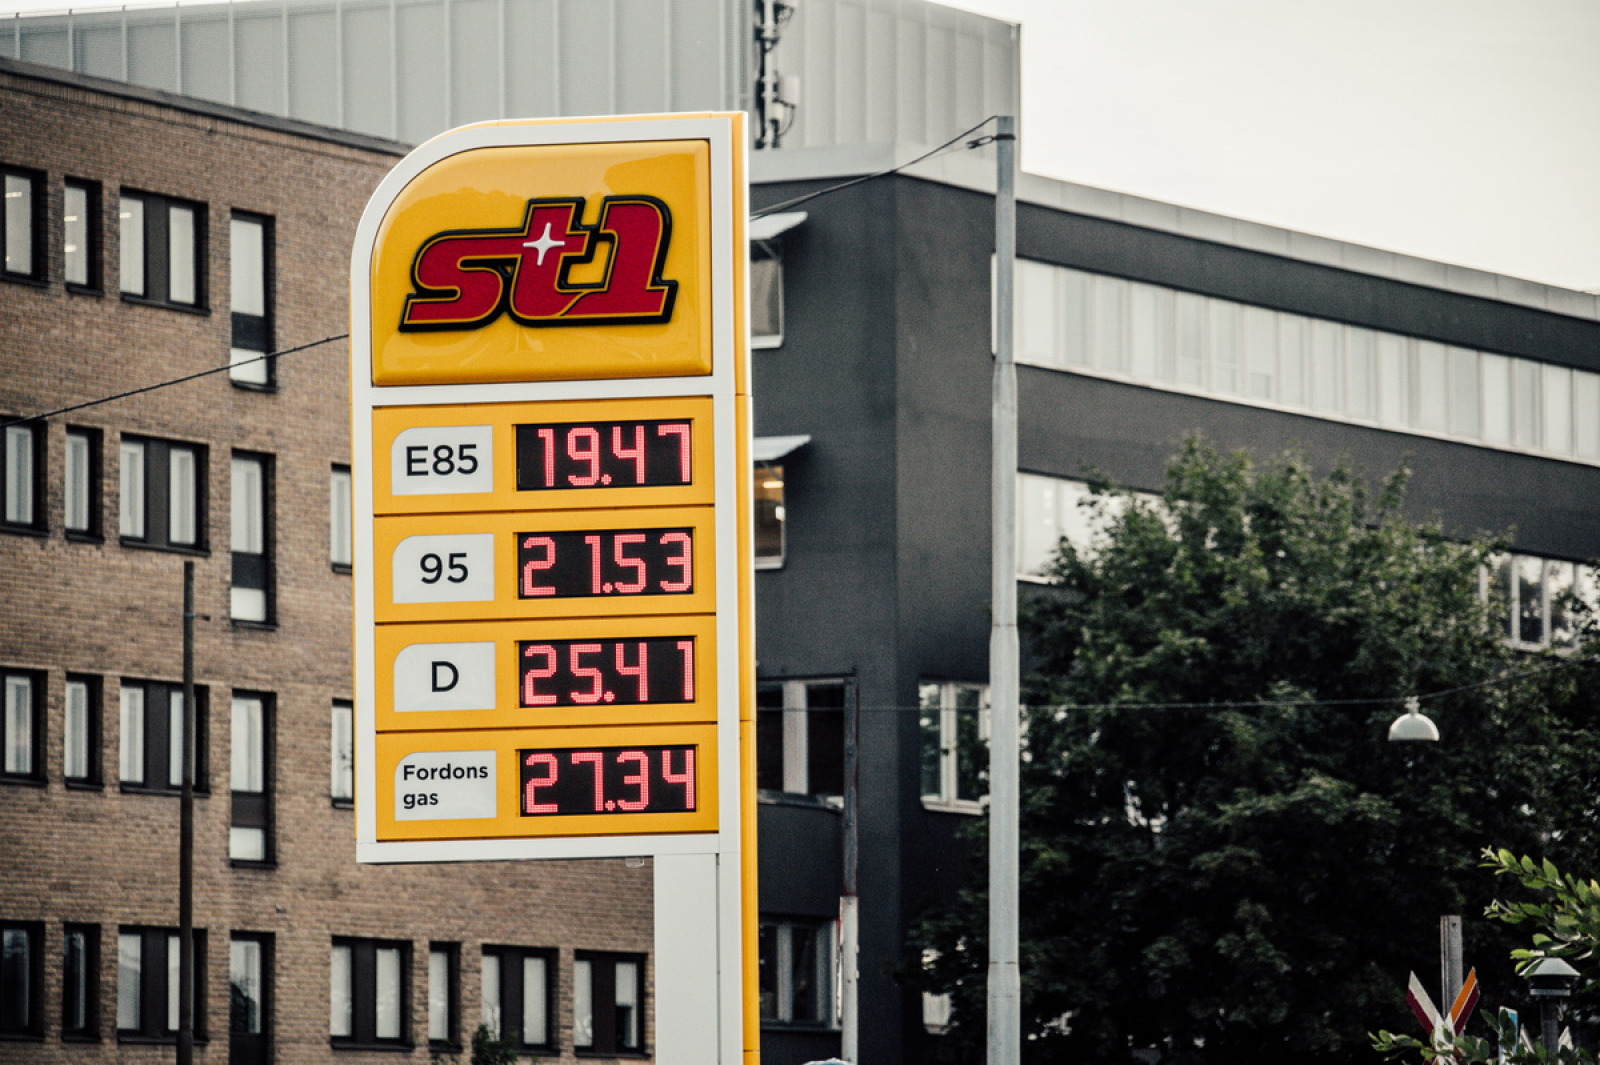 st1
E85 19.47
95 21.53
D 25.41
Fordons
gas 27.34